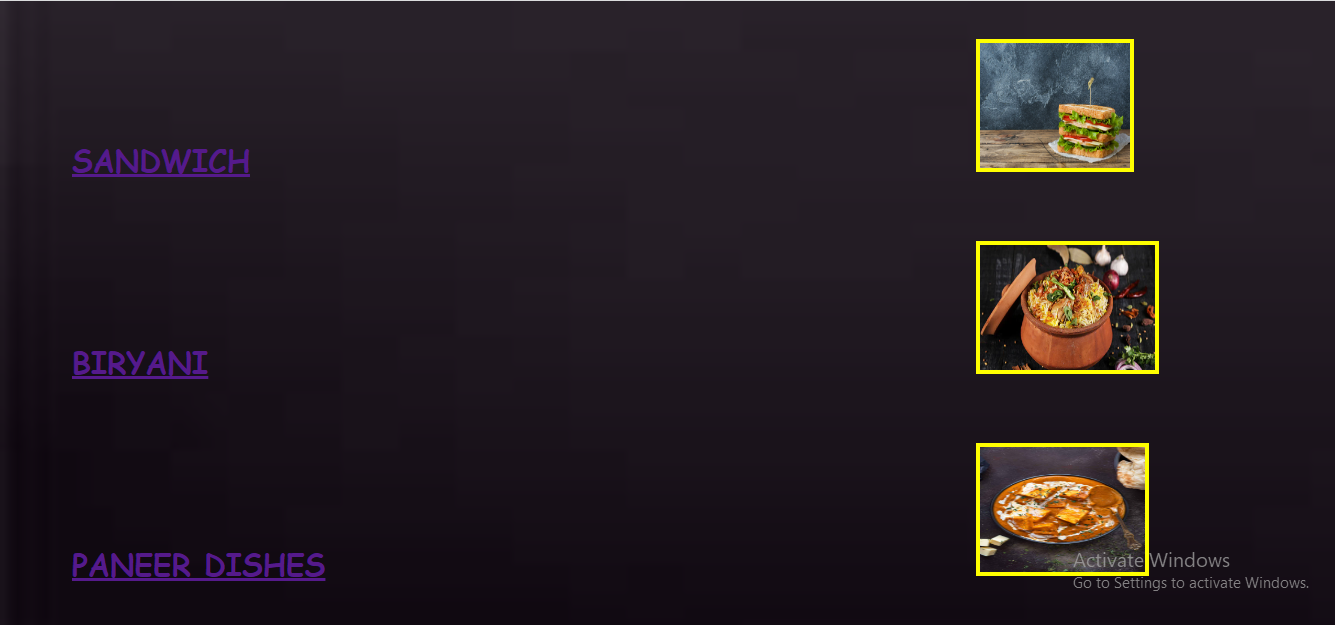 SANDWICH
BIRYANI
PANEER DISHES
Activate Windows
Go to Settings to activate Windows.